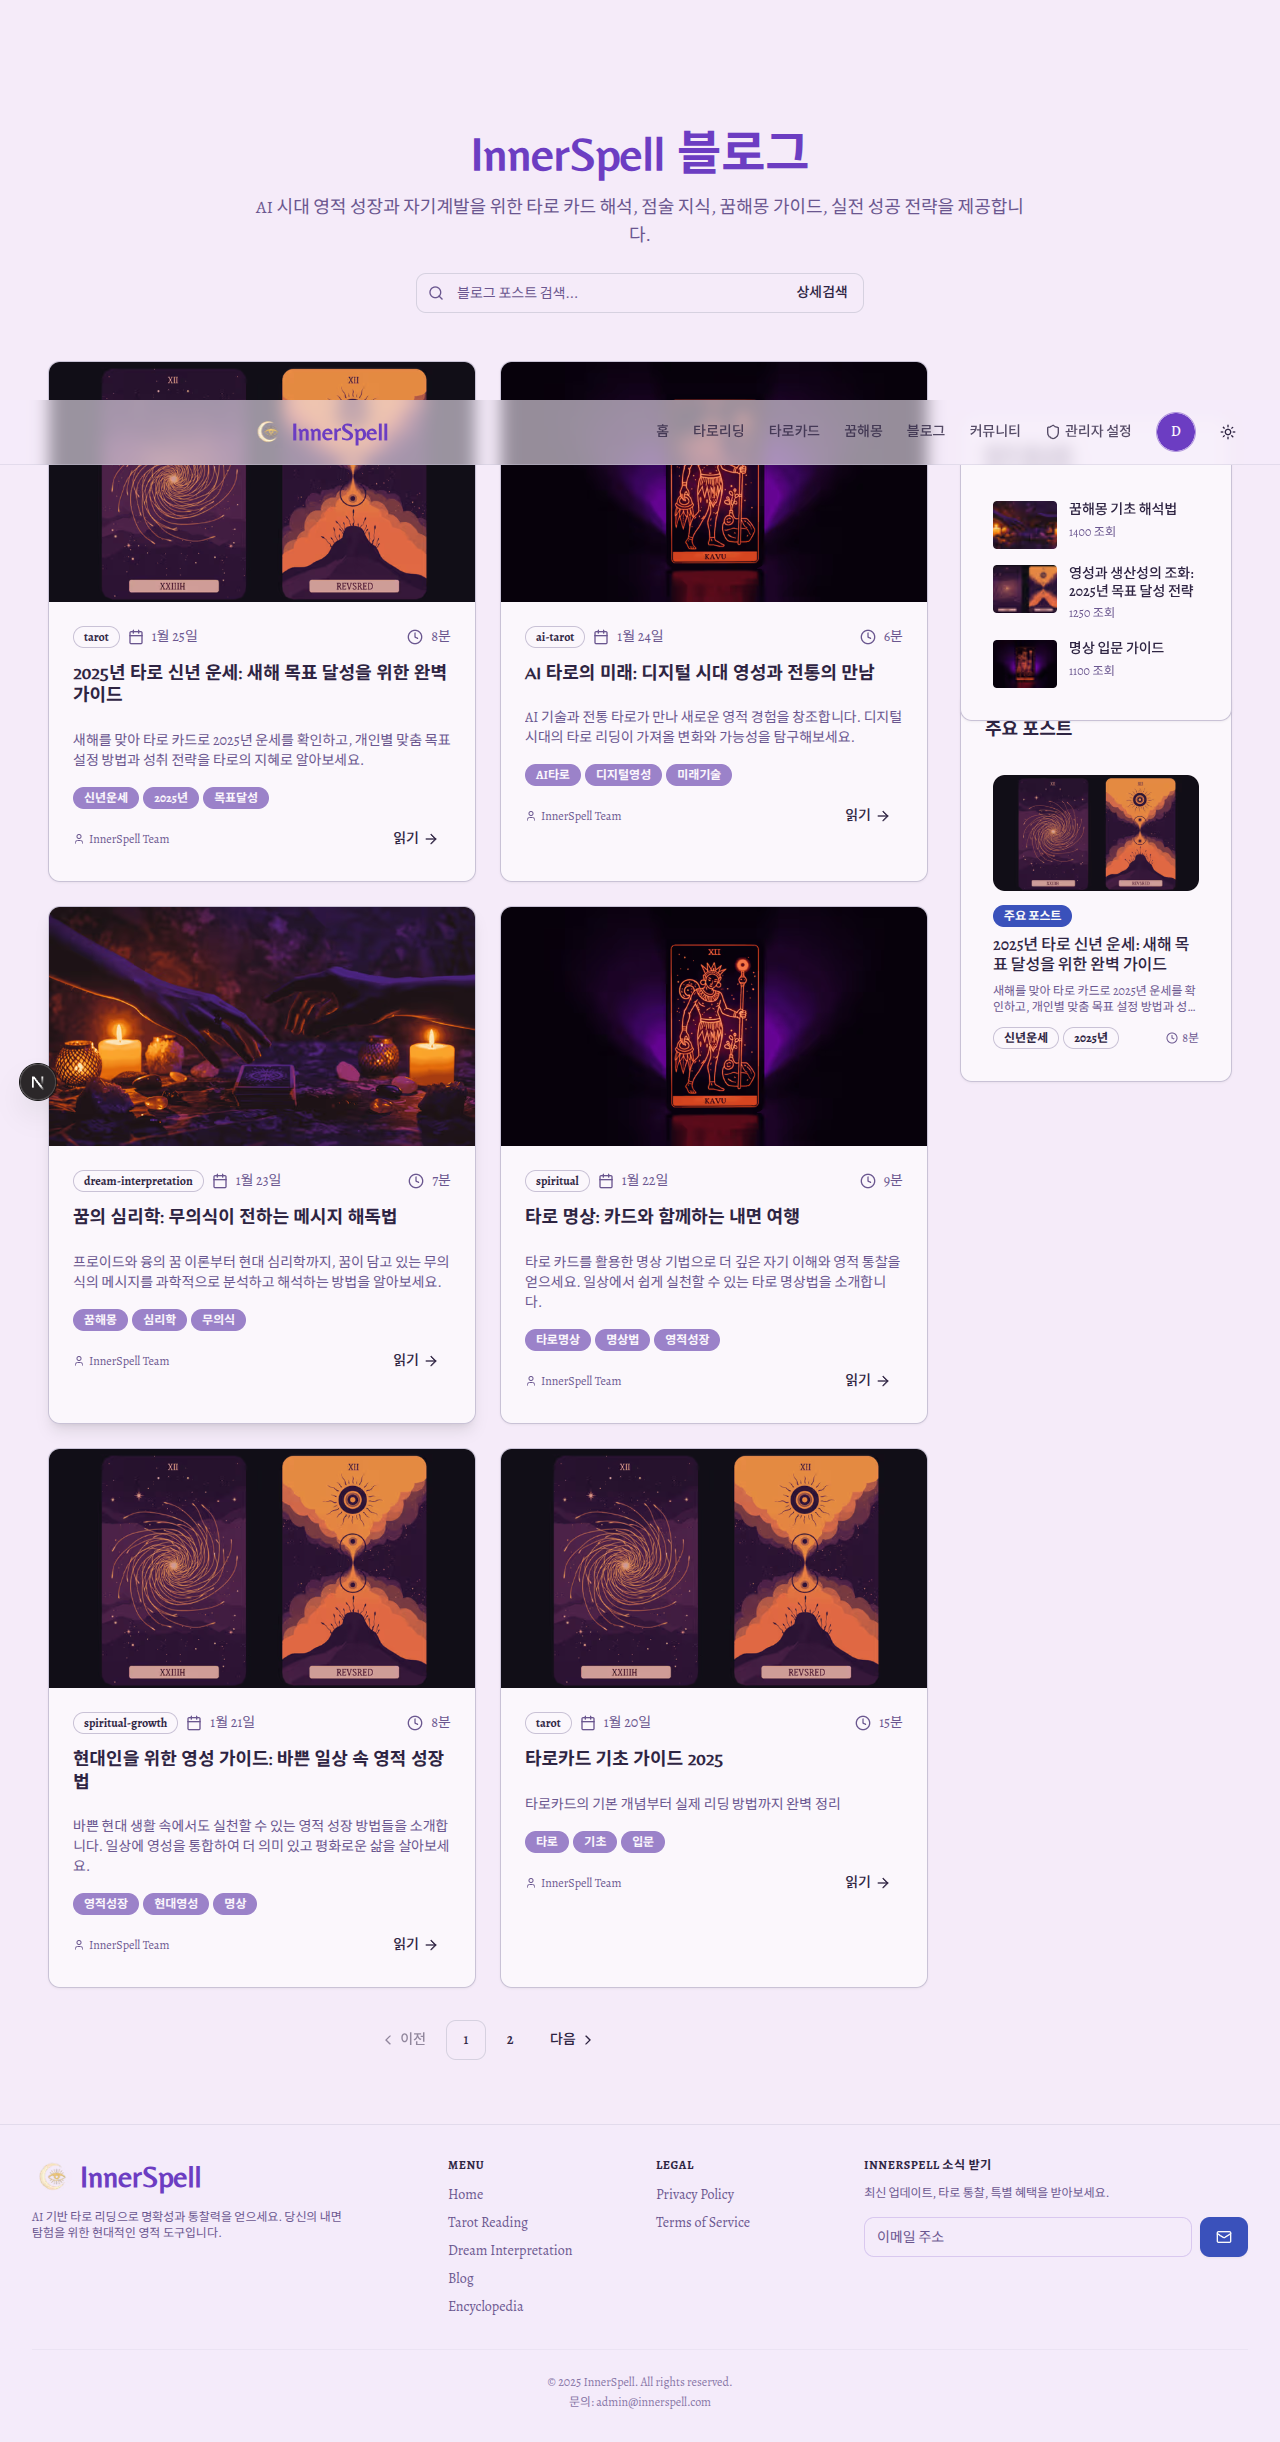 InnerSpell 블로그
AI 시대 영적 성장과 자기계발을 위한 타로 카드 해석, 점술 지식, 꿈해몽 가이드, 실전 성공 전략을 제공합니
다.
블로그 포스트 검색...
상세검색
InnerSpell
홈
타로리딩
타로카드
꿈해몽
블로그
커뮤니티
관리자 설정
D
XII
XII
XXIIIH
REVSRED
tarot
1월 25일
8분
2025년 타로 신년 운세: 새해 목표 달성을 위한 완벽
가이드
새해를 맞아 타로 카드로 2025년 운세를 확인하고, 개인별 맞춤 목표
설정 방법과 성취 전략을 타로의 지혜로 알아보세요.
신년운세
2025년
목표달성
InnerSpell Team
읽기
KAVU
ai-tarot
1월 24일
6분
AI 타로의 미래: 디지털 시대 영성과 전통의 만남
AI 기술과 전통 타로가 만나 새로운 영적 경험을 창조합니다. 디지털
시대의 타로 리딩이 가져올 변화와 가능성을 탐구해보세요.
AI타로
디지털영성
미래기술
InnerSpell Team
읽기
N
dream-interpretation
1월 23일
7분
꿈의 심리학: 무의식이 전하는 메시지 해독법
프로이드와 융의 꿈 이론부터 현대 심리학까지, 꿈이 담고 있는 무의
식의 메시지를 과학적으로 분석하고 해석하는 방법을 알아보세요.
꿈해몽
심리학
무의식
InnerSpell Team
읽기
XII
KAVU
spiritual
1월 22일
9분
타로 명상: 카드와 함께하는 내면 여행
타로 카드를 활용한 명상 기법으로 더 깊은 자기 이해와 영적 통찰을
얻으세요. 일상에서 쉽게 실천할 수 있는 타로 명상법을 소개합니
다.
타로명상
명상법
영적성장
InnerSpell Team
읽기
XII
XII
XXIIIH
REVSRED
spiritual-growth
1월 21일
8분
현대인을 위한 영성 가이드: 바쁜 일상 속 영적 성장
법
바쁜 현대 생활 속에서도 실천할 수 있는 영적 성장 방법들을 소개합
니다. 일상에 영성을 통합하여 더 의미 있고 평화로운 삶을 살아보세
요.
영적성장
현대영성
명상
InnerSpell Team
읽기
XII
XII
XXIIIH
REVSRED
tarot
1월 20일
15분
타로카드 기초 가이드 2025
타로카드의 기본 개념부터 실제 리딩 방법까지 완벽 정리
타로
기초
입문
InnerSpell Team
읽기
이전
1
2
다음
꿈해몽 기초 해석법
1400 조회
영성과 생산성의 조화:
2025년 목표 달성 전략
1250 조회
명상 입문 가이드
1100 조회
주요 포스트
주요 포스트
2025년 타로 신년 운세: 새해 목
표 달성을 위한 완벽 가이드
새해를 맞아 타로 카드로 2025년 운세를 확
인하고, 개인별 맞춤 목표 설정 방법과 성...
신년운세
2025년
8분
InnerSpell
AI 기반 타로 리딩으로 명확성과 통찰력을 얻으세요. 당신의 내면
탐험을 위한 현대적인 영적 도구입니다.
MENU
Home
Tarot Reading
Dream Interpretation
Blog
Encyclopedia
LEGAL
Privacy Policy
Terms of Service
INNERSPELL 소식 받기
최신 업데이트, 타로 통찰, 특별 혜택을 받아보세요.
이메일 주소
© 2025 InnerSpell. All rights reserved.
문의: admin@innerspell.com